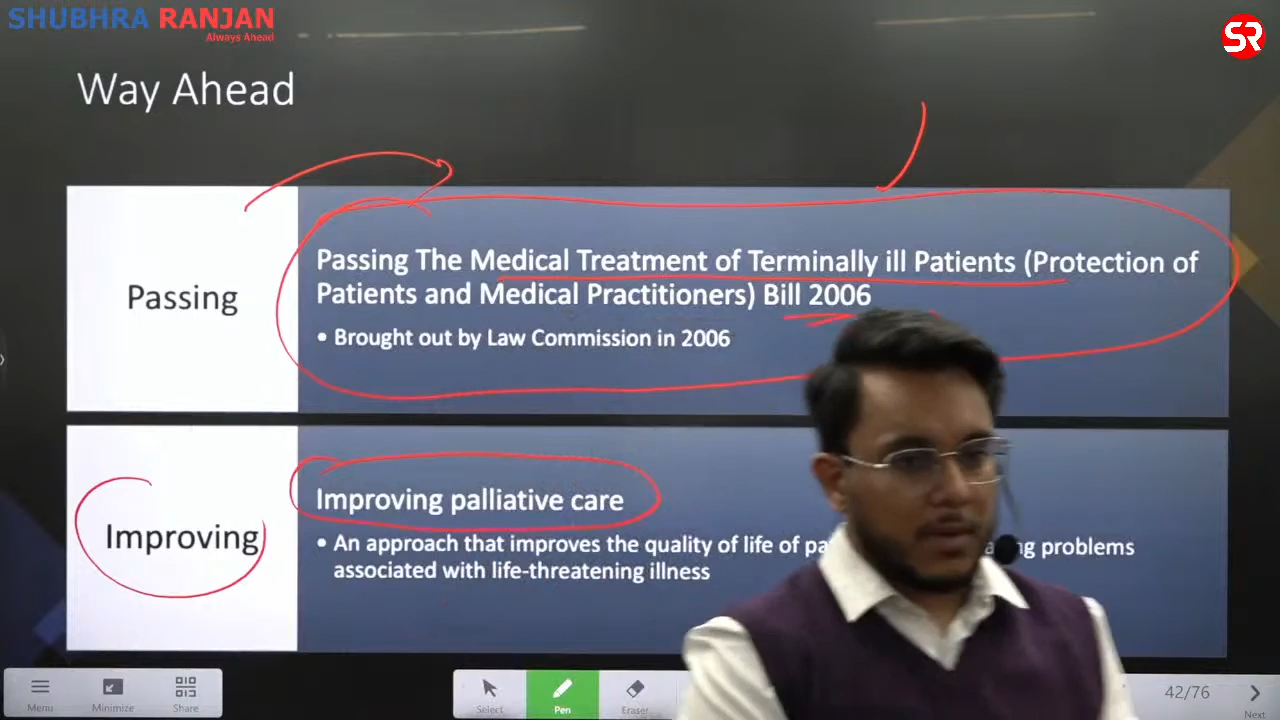 SHUBHRA RANJAN
Always Ahead
SR
Way Ahead
Passing
Passing The Medical Treatment of Terminally ill Patients (Protection of
Patients and Medical Practitioners) Bill 2006
• Brought out by Law Commission in 2006
Improving
Improving palliative care
• An approach that improves the quality of life of problems
associated with life-threatening illness
Menu
Minimize
Share
Select
Pen
Eraser
42/76
Next